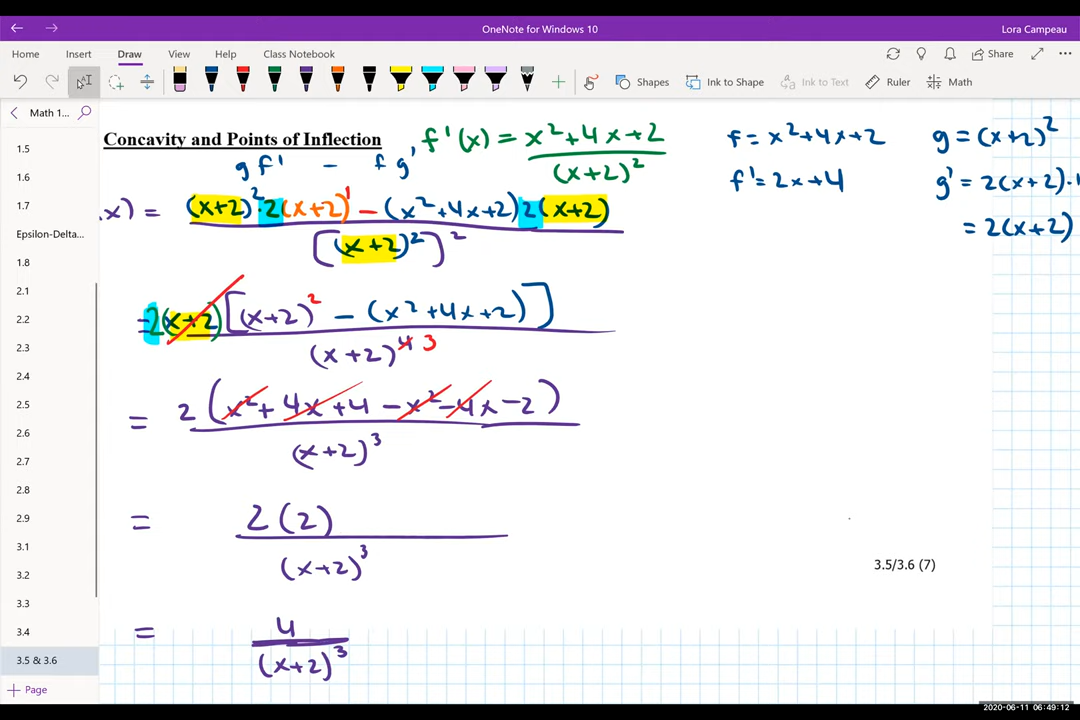 OneNote for Windows 10
Lora Campeau
Home Insert Draw View Help Class Notebook
Share
Shapes Ink to Shape Ink to Text Ruler Math
Math 1...
1.5
1.6
1.7
Epsilon-Delta...
1.8
2.1
2.2
2.3
2.4
2.5
2.6
2.7
2.8
2.9
3.1
3.2
3.3
3.4
3.5 & 3.6
Page
Concavity and Points of Inflection
f'(x) = x²+4x+2 / (x+2)²
f = x²+4x+2
g = (x+2)²
g f' - f g'
f' = 2x+4
g' = 2(x+2)·1
= 2(x+2)
.x) = (x+2)²·2(x+2)¹ - (x²+4x+2)2(x+2) / [(x+2)²]²
= 2(x+2)[(x+2)² - (x²+4x+2)] / (x+2)⁴ ³
= 2(x²+4x+4-x²-4x-2) / (x+2)³
= 2(2) / (x+2)³
= 4 / (x+2)³
3.5/3.6 (7)
2020-06-11 06:49:12